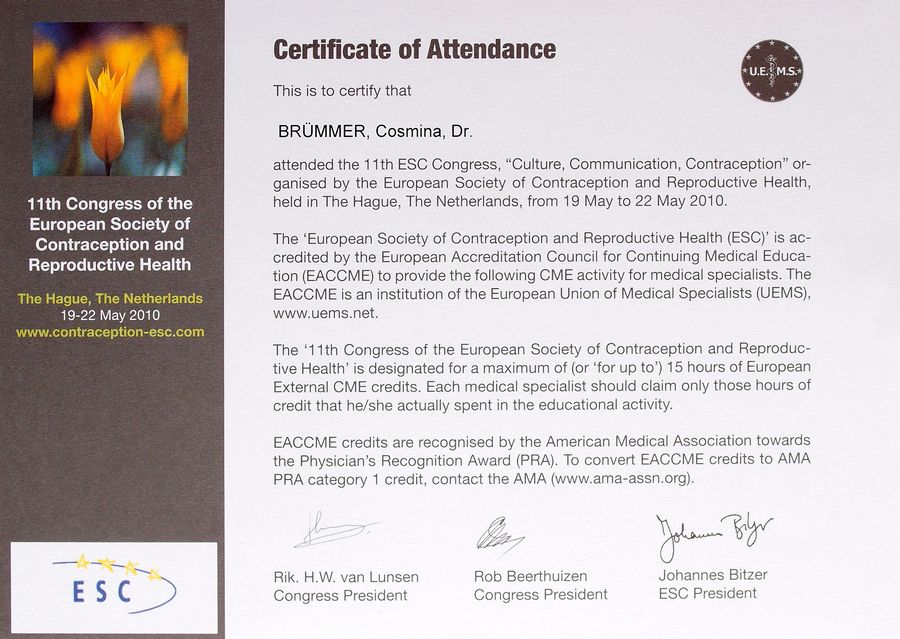 11th Congress of the
European Society of
Contraception and
Reproductive Health
The Hague, The Netherlands
19-22 May 2010
www.contraception-esc.com
ESC
Certificate of Attendance
U.E.M.S.
This is to certify that
BRÜMMER, Cosmina, Dr.
attended the 11th ESC Congress, “Culture, Communication, Contraception” or-
ganised by the European Society of Contraception and Reproductive Health,
held in The Hague, The Netherlands, from 19 May to 22 May 2010.
The ‘European Society of Contraception and Reproductive Health (ESC)’ is ac-
credited by the European Accreditation Council for Continuing Medical Educa-
tion (EACCME) to provide the following CME activity for medical specialists. The
EACCME is an institution of the European Union of Medical Specialists (UEMS),
www.uems.net.
The ‘11th Congress of the European Society of Contraception and Reproduc-
tive Health’ is designated for a maximum of (or ‘for up to’) 15 hours of European
External CME credits. Each medical specialist should claim only those hours of
credit that he/she actually spent in the educational activity.
EACCME credits are recognised by the American Medical Association towards
the Physician’s Recognition Award (PRA). To convert EACCME credits to AMA
PRA category 1 credit, contact the AMA (www.ama-assn.org).
Johannes Bitzer
Rik. H.W. van Lunsen
Congress President
Rob Beerthuizen
Congress President
Johannes Bitzer
ESC President